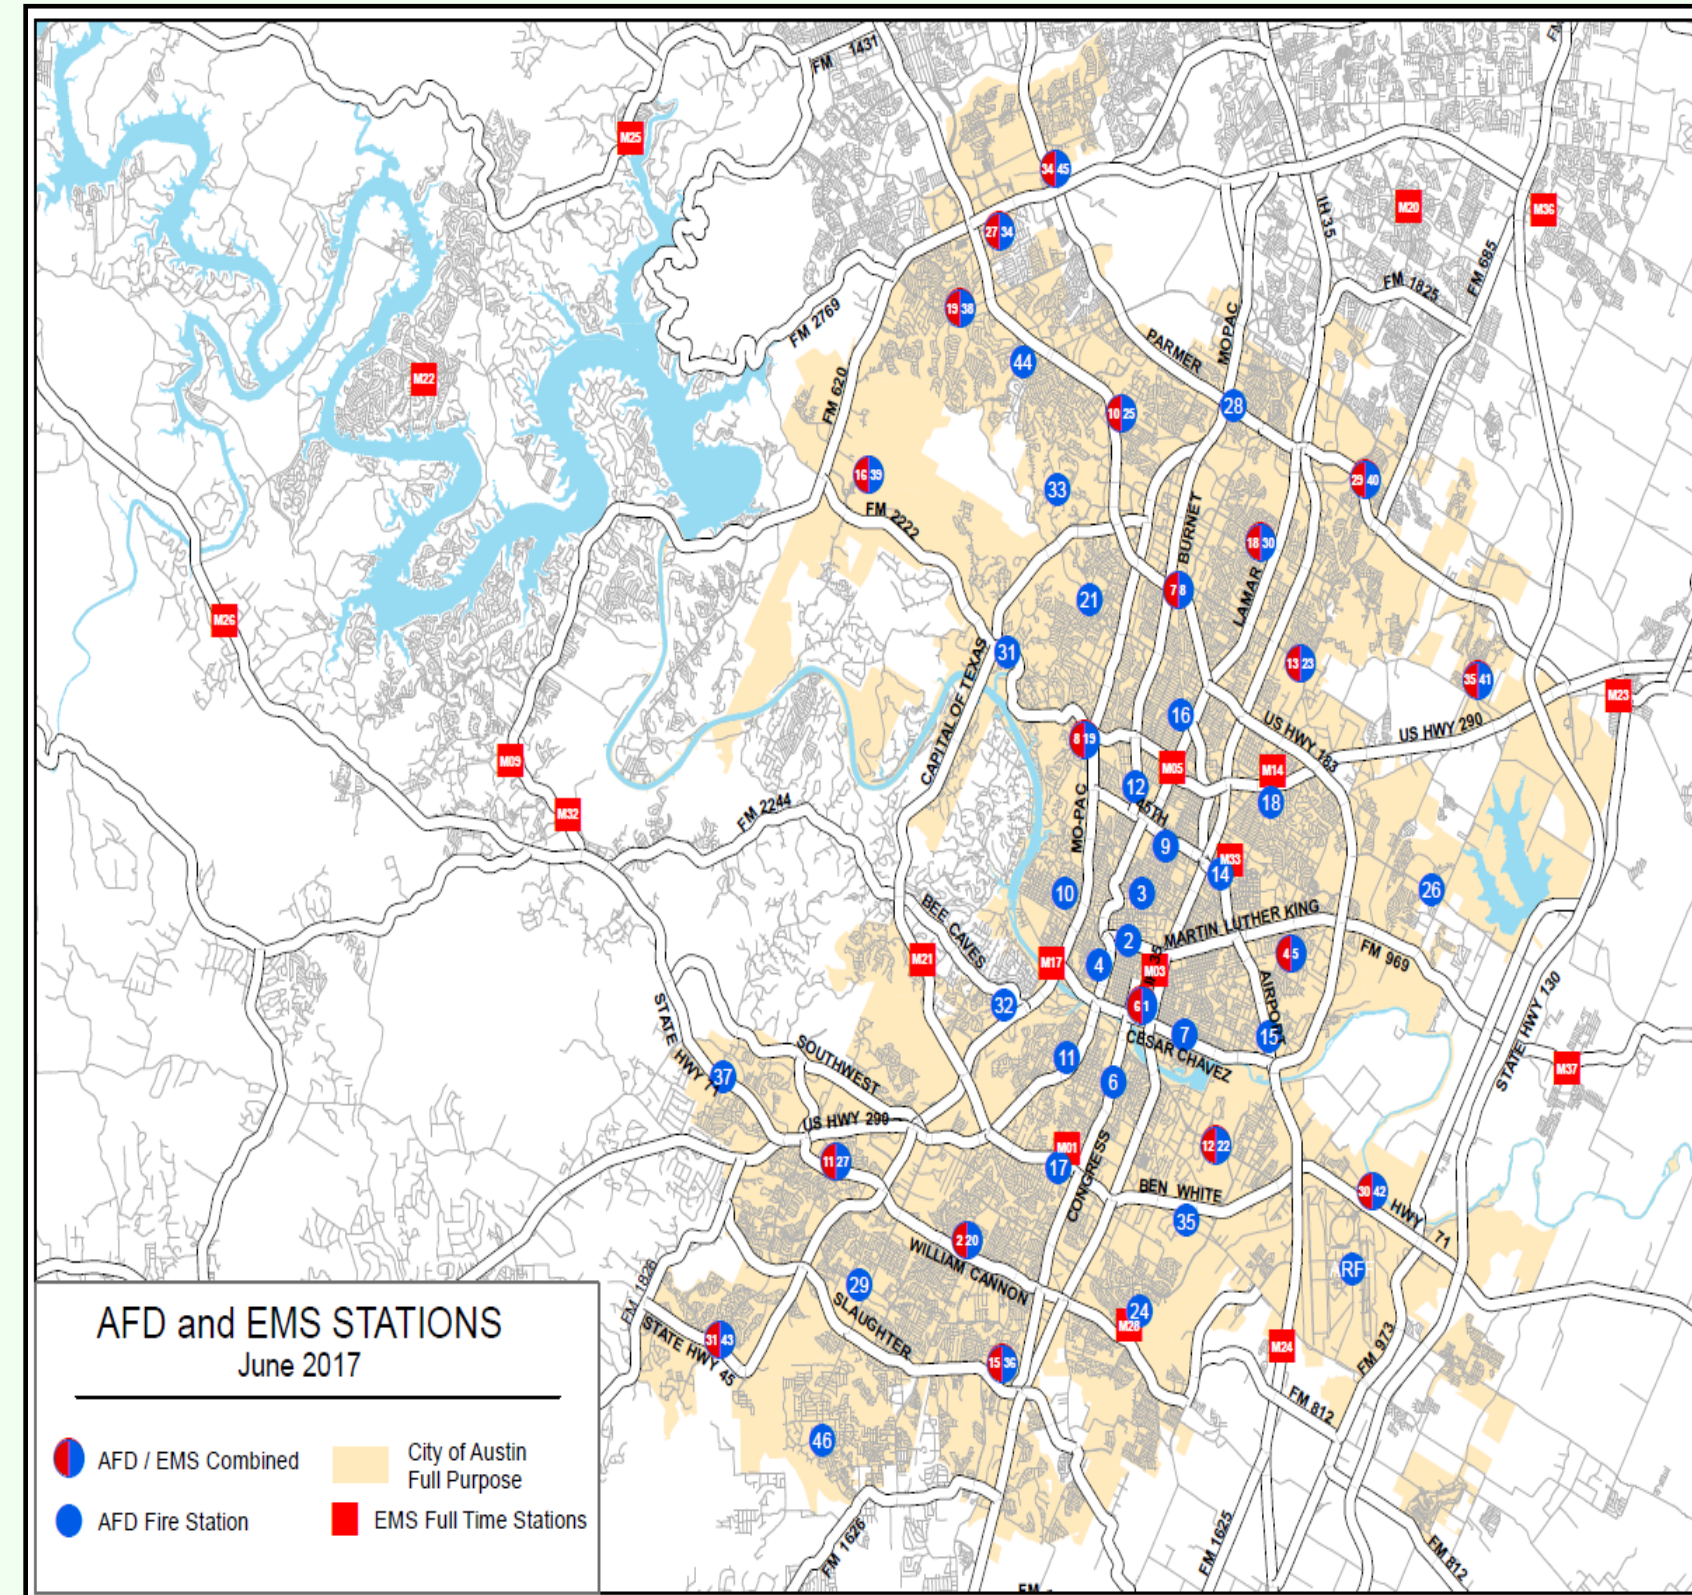 FM
FM 1431
M25
34 45
M20
M36
IH 35
27 34
FM 685
FM 1825
19 38
FM 2769
MOPAC
PARMER
44
M22
FM 620
10 25
28
16 39
33
29 40
FM 2222
BURNET
18 30
7 8
LAMAR
21
M26
31
CAPITAL OF TEXAS
13 23
35 41
M23
16
US HWY 290
US HWY 183
8 19
M09
M05
M14
12
18
M32
FM 2244
45TH
MO-PAC
9
M33
14
10
3
26
BEE CAVES
MARTIN LUTHER KING
2
M21
M17
4
35
M03
4 5
FM 969
AIRPORT
STATE HWY 130
32
6 1
7
15
CESAR CHAVEZ
STATE HWY 71
SOUTHWEST
11
M37
37
6
US HWY 290
M01
17
12 22
11 27
CONGRESS
BEN WHITE
30 42
HWY 71
35
2 20
WILLIAM CANNON
ARFF
29
FM 1826
SLAUGHTER
24
M28
31 43
STATE HWY 45
M24
FM 973
15 36
FM 812
46
FM 1626
FM 1625
FM 812
FM
AFD and EMS STATIONS
June 2017
AFD / EMS Combined
City of Austin
Full Purpose
AFD Fire Station
EMS Full Time Stations